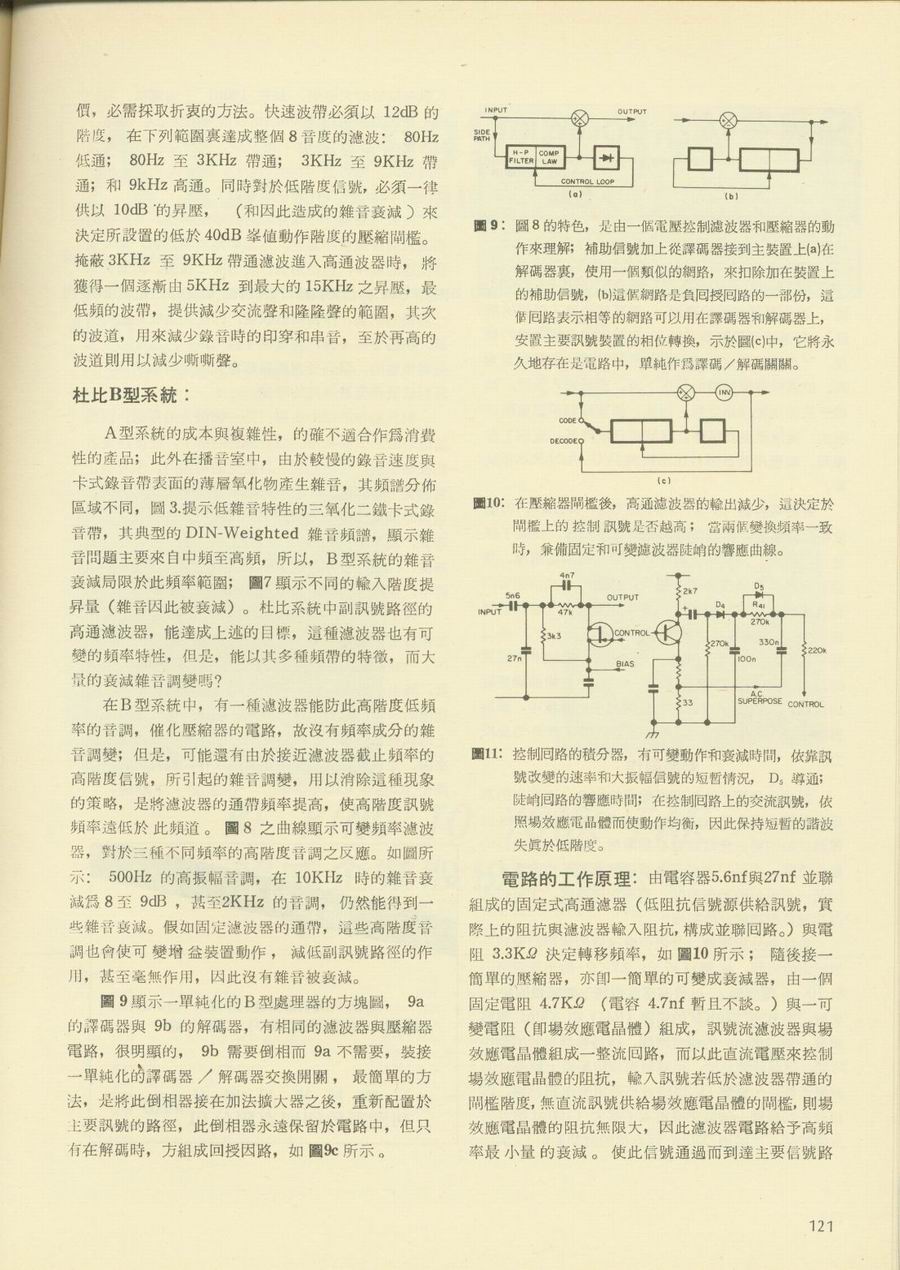 價，必需採取折衷的方法。快速波帶必須以 12dB 的
階度， 在下列範圍裏達成整個 8 音度的濾波： 80Hz
低通； 80Hz 至 3KHz 帶通； 3KHz 至 9KHz 帶
通；和 9kHz 高通。同時對於低階度信號，必須一律
供以 10dB 的昇壓， （和因此造成的雜音衰減）來
決定所設置的低於 40dB 峯値動作階度的壓縮閘檻。
掩蔽 3KHz 至 9KHz 帶通濾波進入高通波器時， 將
獲得一個逐漸由 5KHz 到最大的 15KHz 之昇壓，最
低頻的波帶，提供減少交流聲和隆隆聲的範圍，其次
的波道，用來減少錄音時的印穿和串音，至於再高的
波道則用以減少嘶嘶聲。
杜比B型系統：
A型系統的成本與複雜性，的確不適合作爲消費
性的產品；此外在播音室中，由於較慢的錄音速度與
卡式錄音帶表面的薄層氧化物產生雜音，其頻譜分佈
區域不同，圖 3.提示低雜音特性的三氧化二鐵卡式錄
音帶，其典型的 DIN-Weighted 雜音頻譜，顯示雜
音問題主要來自中頻至高頻，所以， B型系統的雜音
衰減局限於此頻率範圍； 圖7 顯示不同的輸入階度提
昇量（雜音因此被衰減）。杜比系統中副訊號路徑的
高通濾波器，能達成上述的目標，這種濾波器也有可
變的頻率特性，但是，能以其多種頻帶的特徵，而大
量的衰減雜音調變嗎?
在B型系統中，有一種濾波器能防此高階度低頻
率的音調，催化壓縮器的電路，故沒有頻率成分的雜
音調變；但是，可能還有由於接近濾波器截止頻率的
高階度信號，所引起的雜音調變，用以消除這種現象
的策略，是將濾波器的通帶頻率提高，使高階度訊號
頻率遠低於 此頻道 。 圖 8 之曲線顯示可變頻率濾波
器，對於三種不同頻率的高階度音調之反應。如圖所
示： 500Hz 的高振幅音調，在 10KHz 時的雜音衰
減爲 8 至 9dB ，甚至2KHz 的音調， 仍然能得到一
些雜音衰減。假如固定濾波器的通帶，這些高階度音
調也會使可 變增 益裝置動作 ， 減低副訊號路徑的作
用，甚至毫無作用，因此沒有雜音被衰減。
圖 9 顯示一單純化的B型處理器的方塊圖， 9a
的譯碼器與 9b 的解碼器，有相同的濾波器與壓縮器
電路，很明顯的， 9b 需要倒相而 9a 不需要，裝接
一單純化的譯碼器 ／ 解碼器交換開關 ， 最簡單的方
法，是將此倒相器接在加法擴大器之後，重新配置於
主要訊號的路徑，此倒相器永遠保留於電路中，但只
有在解碼時，方組成回授因路，如 圖9c 所示 。
INPUT
OUTPUT
SIDE
PATH
H-P
FILTER
COMP
LAW
CONTROL LOOP
(a)
(b)
圖 9： 圖 8 的特色，是由一個電壓控制濾波器和壓縮器的動
作來理解；補助信號加上從譯碼器接到主裝置上(a)在
解碼器裏，使用一個類似的網路，來扣除加在裝置上
的補助信號，(b)這個網路是負囘授囘路的一部份，這
個囘路表示相等的網路可以用在譯碼器和解碼器上，
安置主要訊號裝置的相位轉換，示於圖(c)中，它將永
久地存在是電路中，單純作爲譯碼／解碼關關。
INV.
CODE
DECODE
(c)
圖10： 在壓縮器閘檻後，高通濾波器的輸出減少，這決定於
閘檻上的 控制 訊號是否越高； 當兩個變換頻率一致
時，兼備固定和可變濾波器陡峭的響應曲線。
4n7
5n6
OUTPUT
INPUT
47k
2k7
D₅
D₄
R₄₁
270k
3k3
CONTROL
270k
330n
220k
27n
100n
BIAS
A.C.
SUPERPOSE
CONTROL
33
圖11： 控制囘路的積分器，有可變動作和衰減時間，依靠訊
號改變的速率和大振幅信號的短暫情況， D₅ 導通；
陡峭囘路的響應時間；在控制囘路上的交流訊號，依
照場效應電晶體而使動作均衡，因此保持短暫的諧波
失眞於低階度。
電路的工作原理：由電容器5.6nf與27nf 並聯
組成的固定式高通濾器（低阻抗信號源供給訊號，實
際上的阻抗與濾波器輸入阻抗，構成並聯囘路。）與電
阻 3.3KΩ 決定轉移頻率，如 圖10 所示； 隨後接一
簡單的壓縮器，亦卽一簡單的可變成衰減器，由一個
固定電阻 4.7KΩ （電容 4.7nf 暫且不談。）與一可
變電阻（卽場效應電晶體）組成，訊號流濾波器與場
效應電晶體組成一整流囘路，而以此直流電壓來控制
場效應電晶體的阻抗，輸入訊號若低於濾波器帶通的
閘檻階度，無直流訊號供給場效應電晶體的閘檻，則場
效應電晶體的阻抗無限大，因此濾波器電路給予高頻
率最 小量 的衰減 。 使此信號通過而到達主要信號路
121